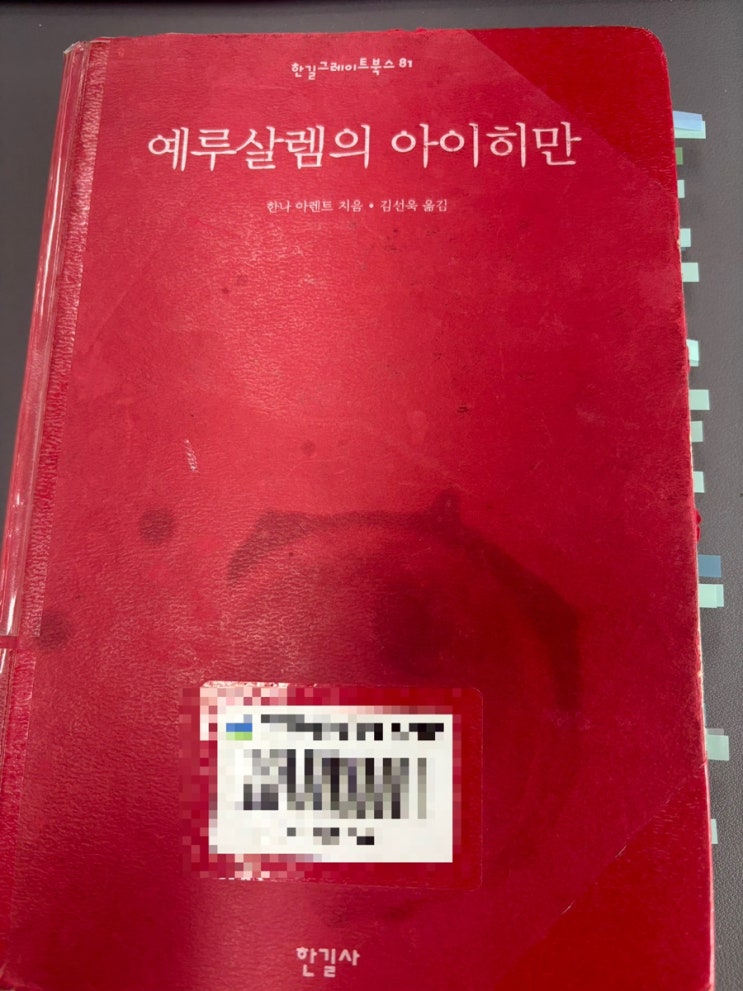 한길그레이트북스 81
예루살렘의 아이히만
한나 아렌트 지음 • 김선욱 옮김
한길사